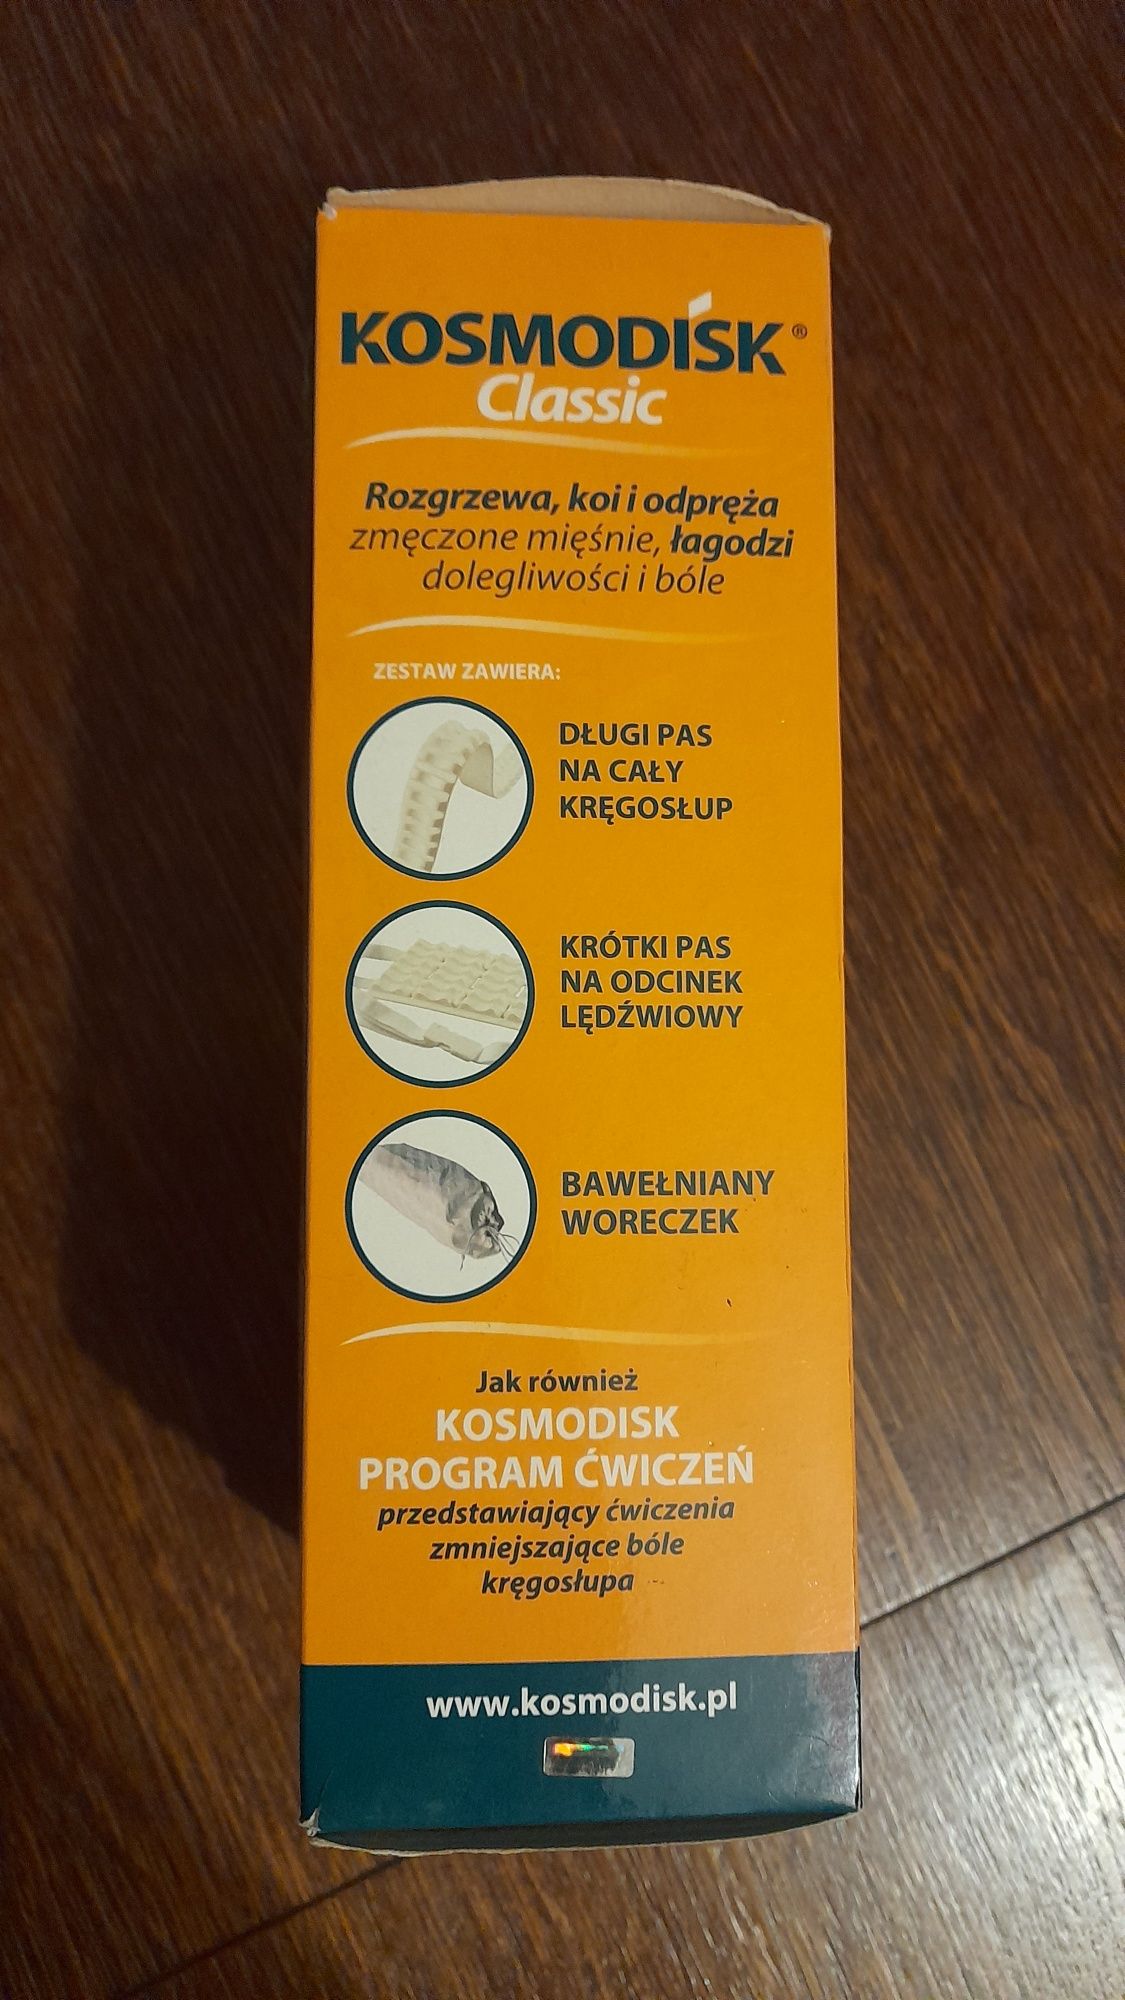 KOSMODISK®
Classic
Rozgrzewa, koi i odpręża
zmęczone mięśnie, łagodzi
dolegliwości i bóle
ZESTAW ZAWIERA:
DŁUGI PAS
NA CAŁY
KRĘGOSŁUP
KRÓTKI PAS
NA ODCINEK
LĘDŹWIOWY
BAWEŁNIANY
WORECZEK
Jak również
KOSMODISK
PROGRAM ĆWICZEŃ
przedstawiający ćwiczenia
zmniejszające bóle
kręgosłupa
www.kosmodisk.pl